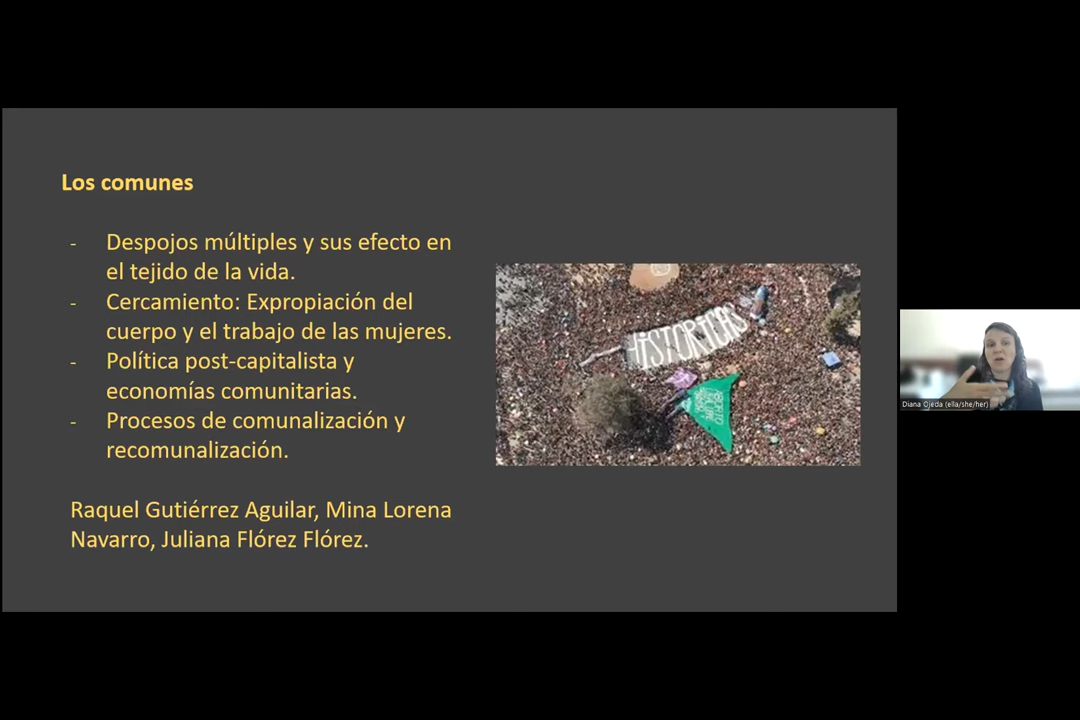 Los comunes
- Despojos múltiples y sus efecto en
el tejido de la vida.
- Cercamiento: Expropiación del
cuerpo y el trabajo de las mujeres.
- Política post-capitalista y
economías comunitarias.
- Procesos de comunalización y
recomunalización.
Raquel Gutiérrez Aguilar, Mina Lorena
Navarro, Juliana Flórez Flórez.
HISTÓRICAS
Diana Ojeda (ella/she/her)